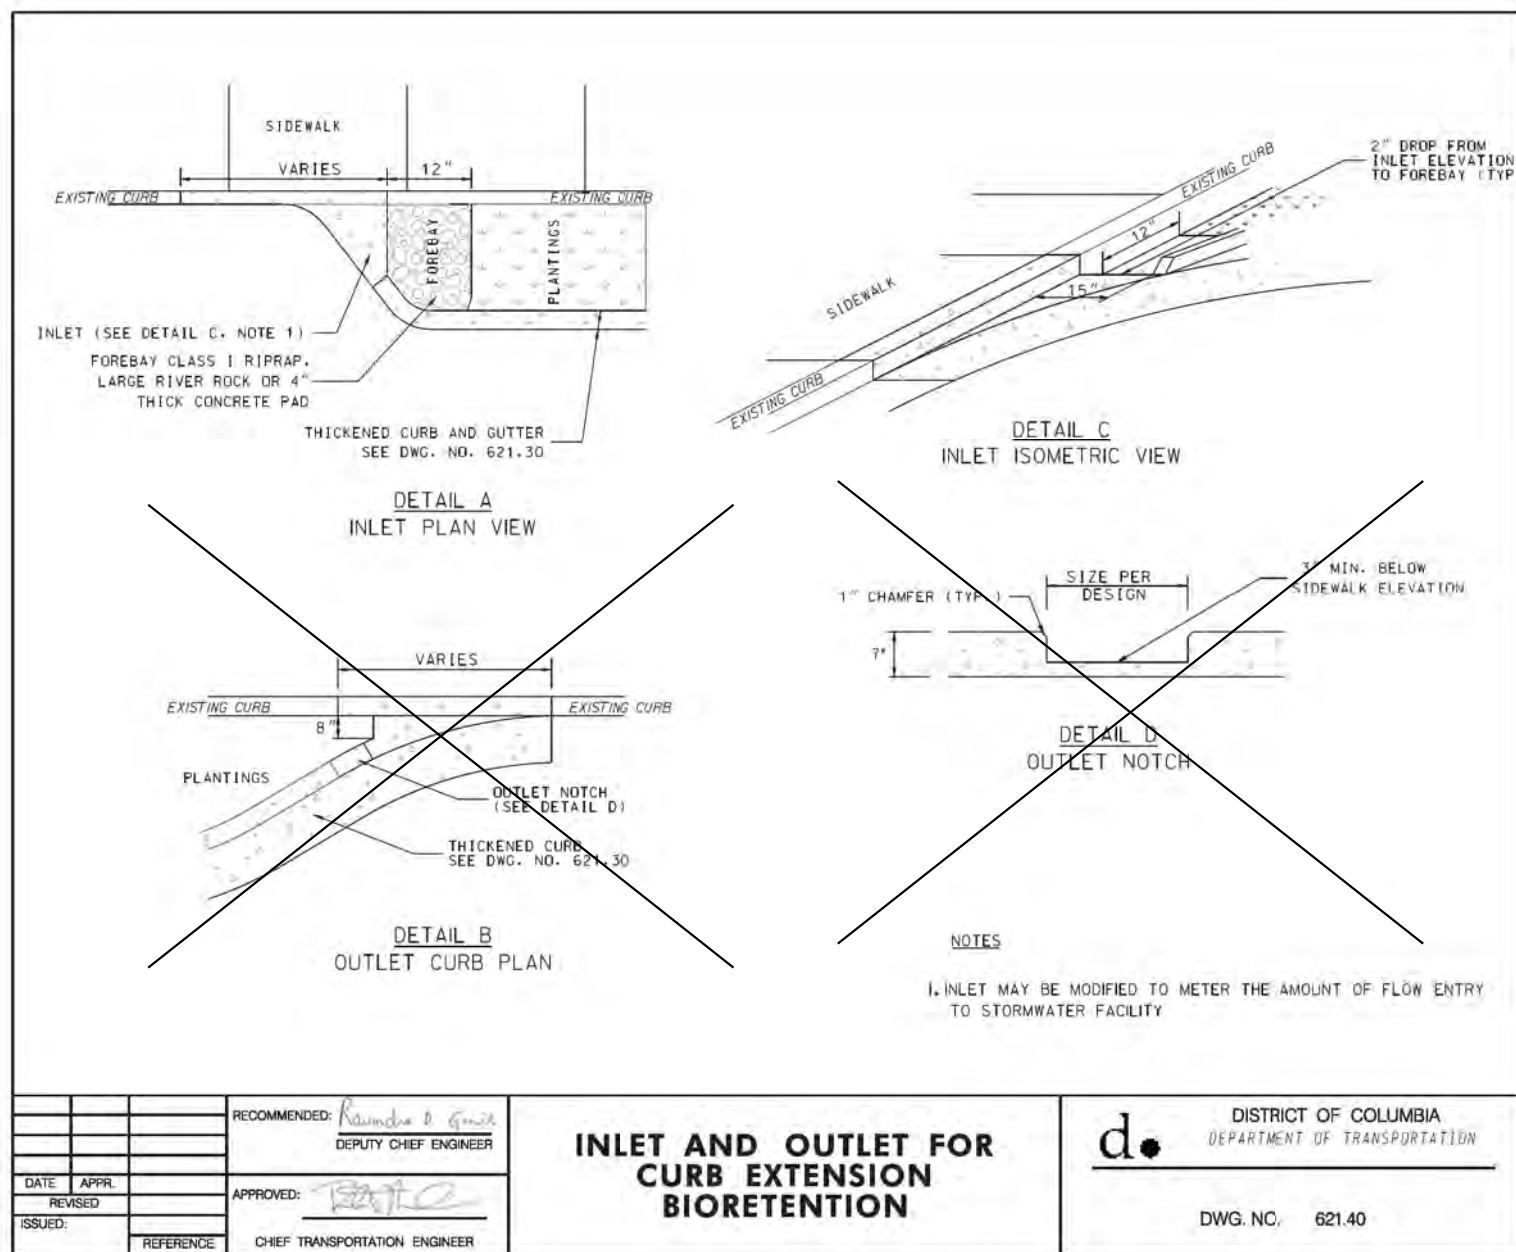 SIDEWALK
VARIES
12"
EXISTING CURB
EXISTING CURB
FOREBAY
PLANTINGS
INLET (SEE DETAIL C. NOTE 1)
FOREBAY CLASS I RIPRAP.
LARGE RIVER ROCK OR 4"
THICK CONCRETE PAD
THICKENED CURB AND GUTTER
SEE DWG. NO. 621.30
DETAIL A
INLET PLAN VIEW
2" DROP FROM
INLET ELEVATION
TO FOREBAY (TYP
EXISTING CURB
12"
15"
SIDEWALK
EXISTING CURB
DETAIL C
INLET ISOMETRIC VIEW
VARIES
EXISTING CURB
EXISTING CURB
8"
PLANTINGS
OUTLET NOTCH
(SEE DETAIL D)
THICKENED CURB
SEE DWG. NO. 621.30
DETAIL B
OUTLET CURB PLAN
SIZE PER
DESIGN
3" MIN. BELOW
SIDEWALK ELEVATION
1" CHAMFER (TYP.)
7"
DETAIL D
OUTLET NOTCH
NOTES
1. INLET MAY BE MODIFIED TO METER THE AMOUNT OF FLOW ENTRY
TO STORMWATER FACILITY
DATE APPR.
REVISED
ISSUED:
REFERENCE
RECOMMENDED:
DEPUTY CHIEF ENGINEER
APPROVED:
CHIEF TRANSPORTATION ENGINEER
INLET AND OUTLET FOR
CURB EXTENSION
BIORETENTION
d.
DISTRICT OF COLUMBIA
DEPARTMENT OF TRANSPORTATION
DWG. NO. 621.40